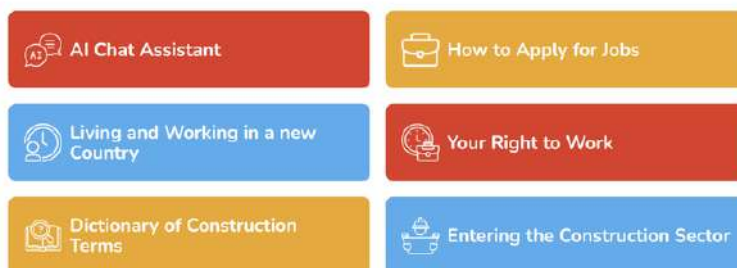 AI Chat Assistant
How to Apply for Jobs
Living and Working in a new
Country
Your Right to Work
Dictionary of Construction
Terms
Entering the Construction Sector